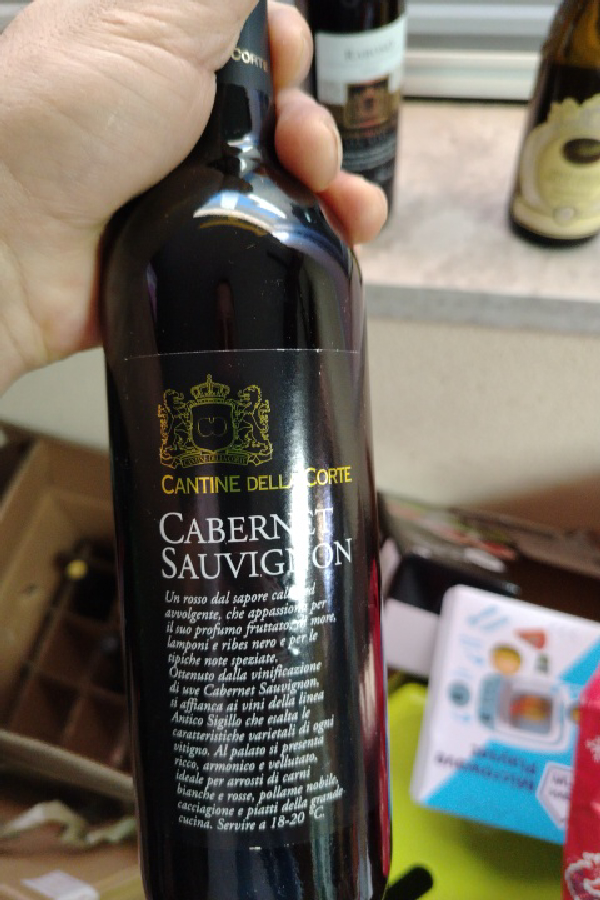 CORTE
CANTINE DELLA CORTE
CABERNET
SAUVIGNON
Un rosso dal sapore caldo ed
avvolgente, che appassiona per
il suo profumo fruttato di more,
lamponi e ribes nero e per le
tipiche note speziate.
Ottenuto dalla vinificazione
di uve Cabernet Sauvignon,
si affianca ai vini della linea
Antico Sigillo che esalta le
caratteristiche varietali di ogni
vitigno. Al palato si presenta
ricco, armonico e vellutato,
ideale per arrosti di carni
bianche e rosse, pollame nobile,
cacciagione e piatti della grande
cucina. Servire a 18-20 °C.